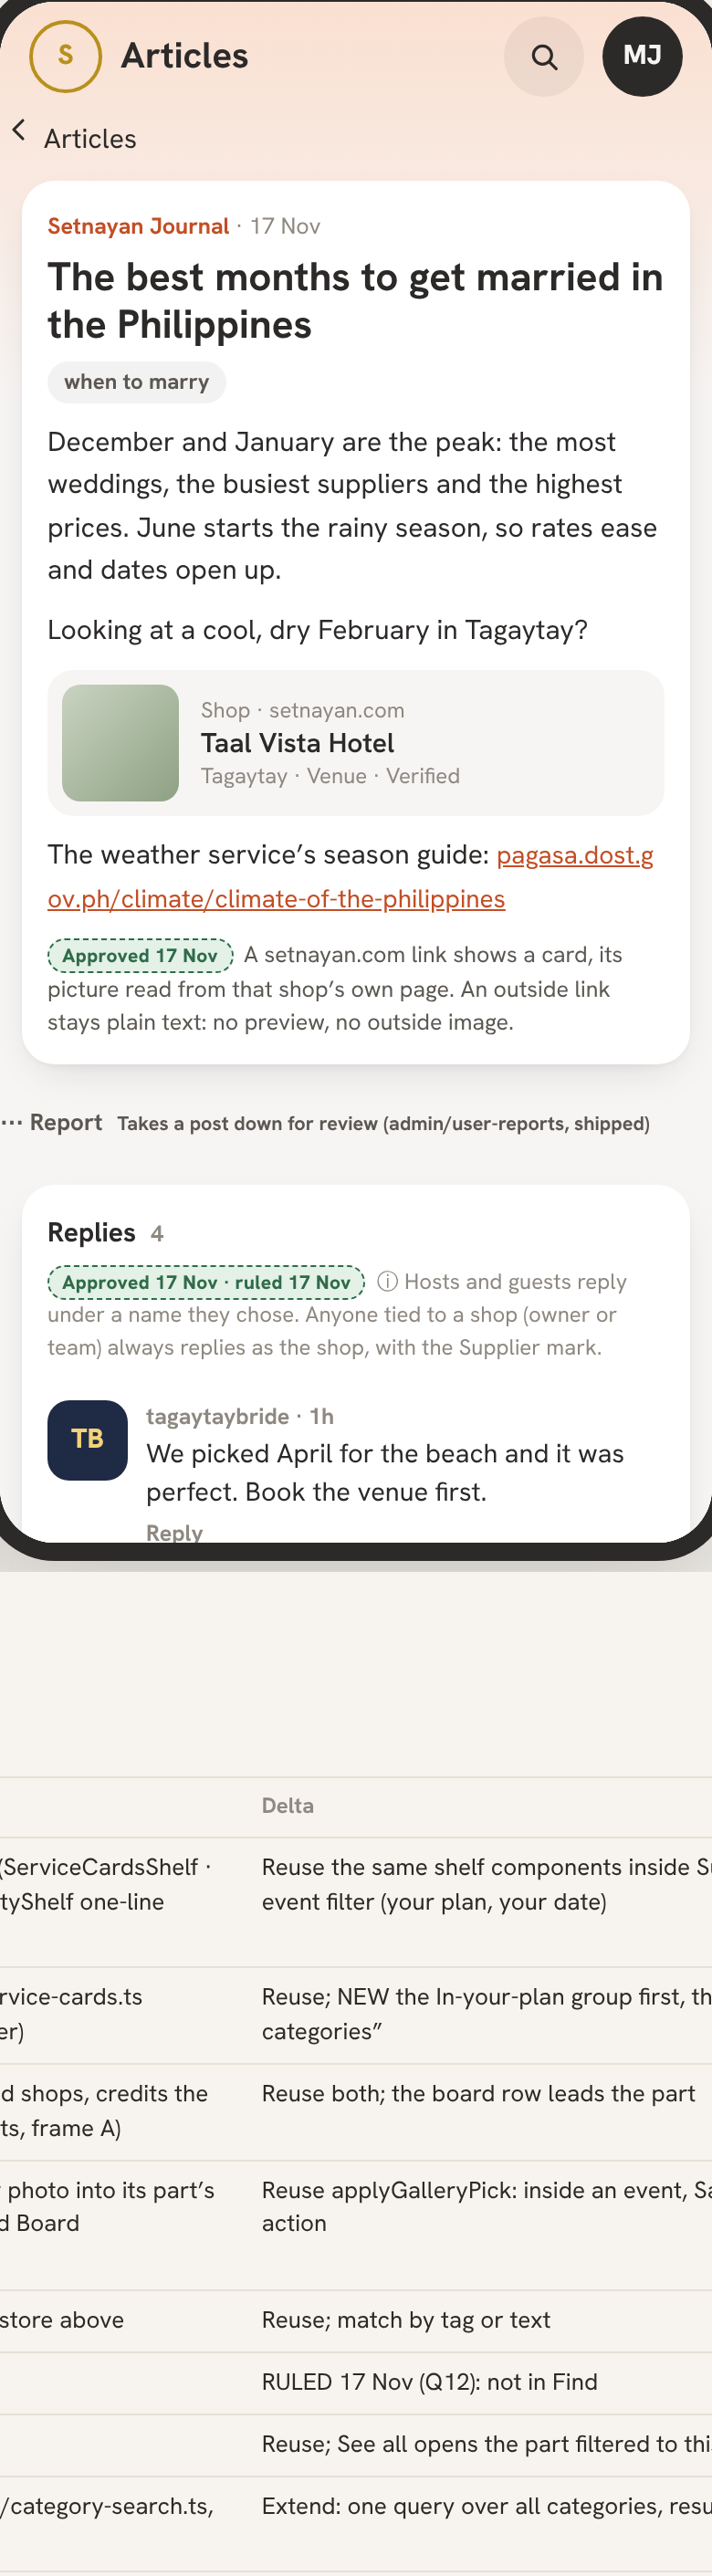 S Articles MJ
Articles
Setnayan Journal · 17 Nov
The best months to get married in
the Philippines
when to marry
December and January are the peak: the most
weddings, the busiest suppliers and the highest
prices. June starts the rainy season, so rates ease
and dates open up.
Looking at a cool, dry February in Tagaytay?
Shop · setnayan.com
Taal Vista Hotel
Tagaytay · Venue · Verified
The weather service’s season guide: pagasa.dost.g
ov.ph/climate/climate-of-the-philippines
Approved 17 Nov A setnayan.com link shows a card, its
picture read from that shop’s own page. An outside link
stays plain text: no preview, no outside image.
··· Report Takes a post down for review (admin/user-reports, shipped)
Replies 4
Approved 17 Nov · ruled 17 Nov ⓘ Hosts and guests reply
under a name they chose. Anyone tied to a shop (owner or
team) always replies as the shop, with the Supplier mark.
TB
tagaytaybride · 1h
We picked April for the beach and it was
perfect. Book the venue first.
Reply
Delta
(ServiceCardsShelf ·
tyShelf one-line
Reuse the same shelf components inside Su
event filter (your plan, your date)
rvice-cards.ts
er)
Reuse; NEW the In-your-plan group first, th
categories”
d shops, credits the
ts, frame A)
Reuse both; the board row leads the part
photo into its part’s
d Board
Reuse applyGalleryPick: inside an event, Sa
action
store above
Reuse; match by tag or text
RULED 17 Nov (Q12): not in Find
Reuse; See all opens the part filtered to thi
/category-search.ts,
Extend: one query over all categories, resu